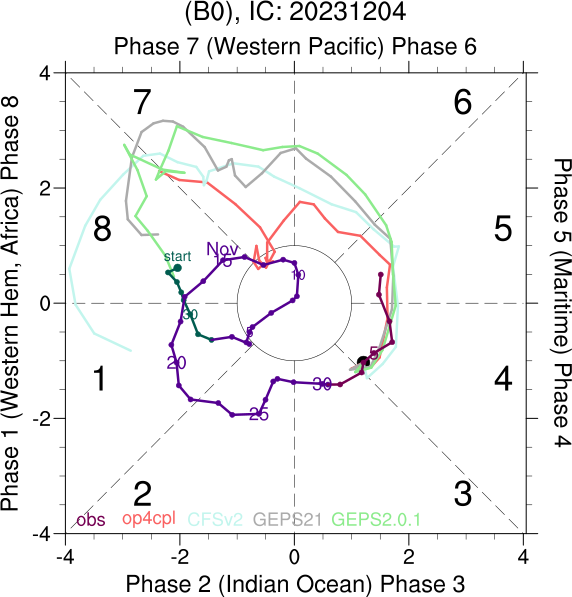 (B0), IC: 20231204
Phase 7 (Western Pacific) Phase 6
4
7
6
Phase 1 (Western Hem, Africa) Phase 8
Phase 5 (Maritime) Phase 4
2
8
5
start
Nov
15
10
0
30
5
5
1
4
20
30
25
-2
2
3
obs
op4cpl
CFSv2
GEPS21
GEPS2.0.1
-4
-4
-2
0
2
4
Phase 2 (Indian Ocean) Phase 3